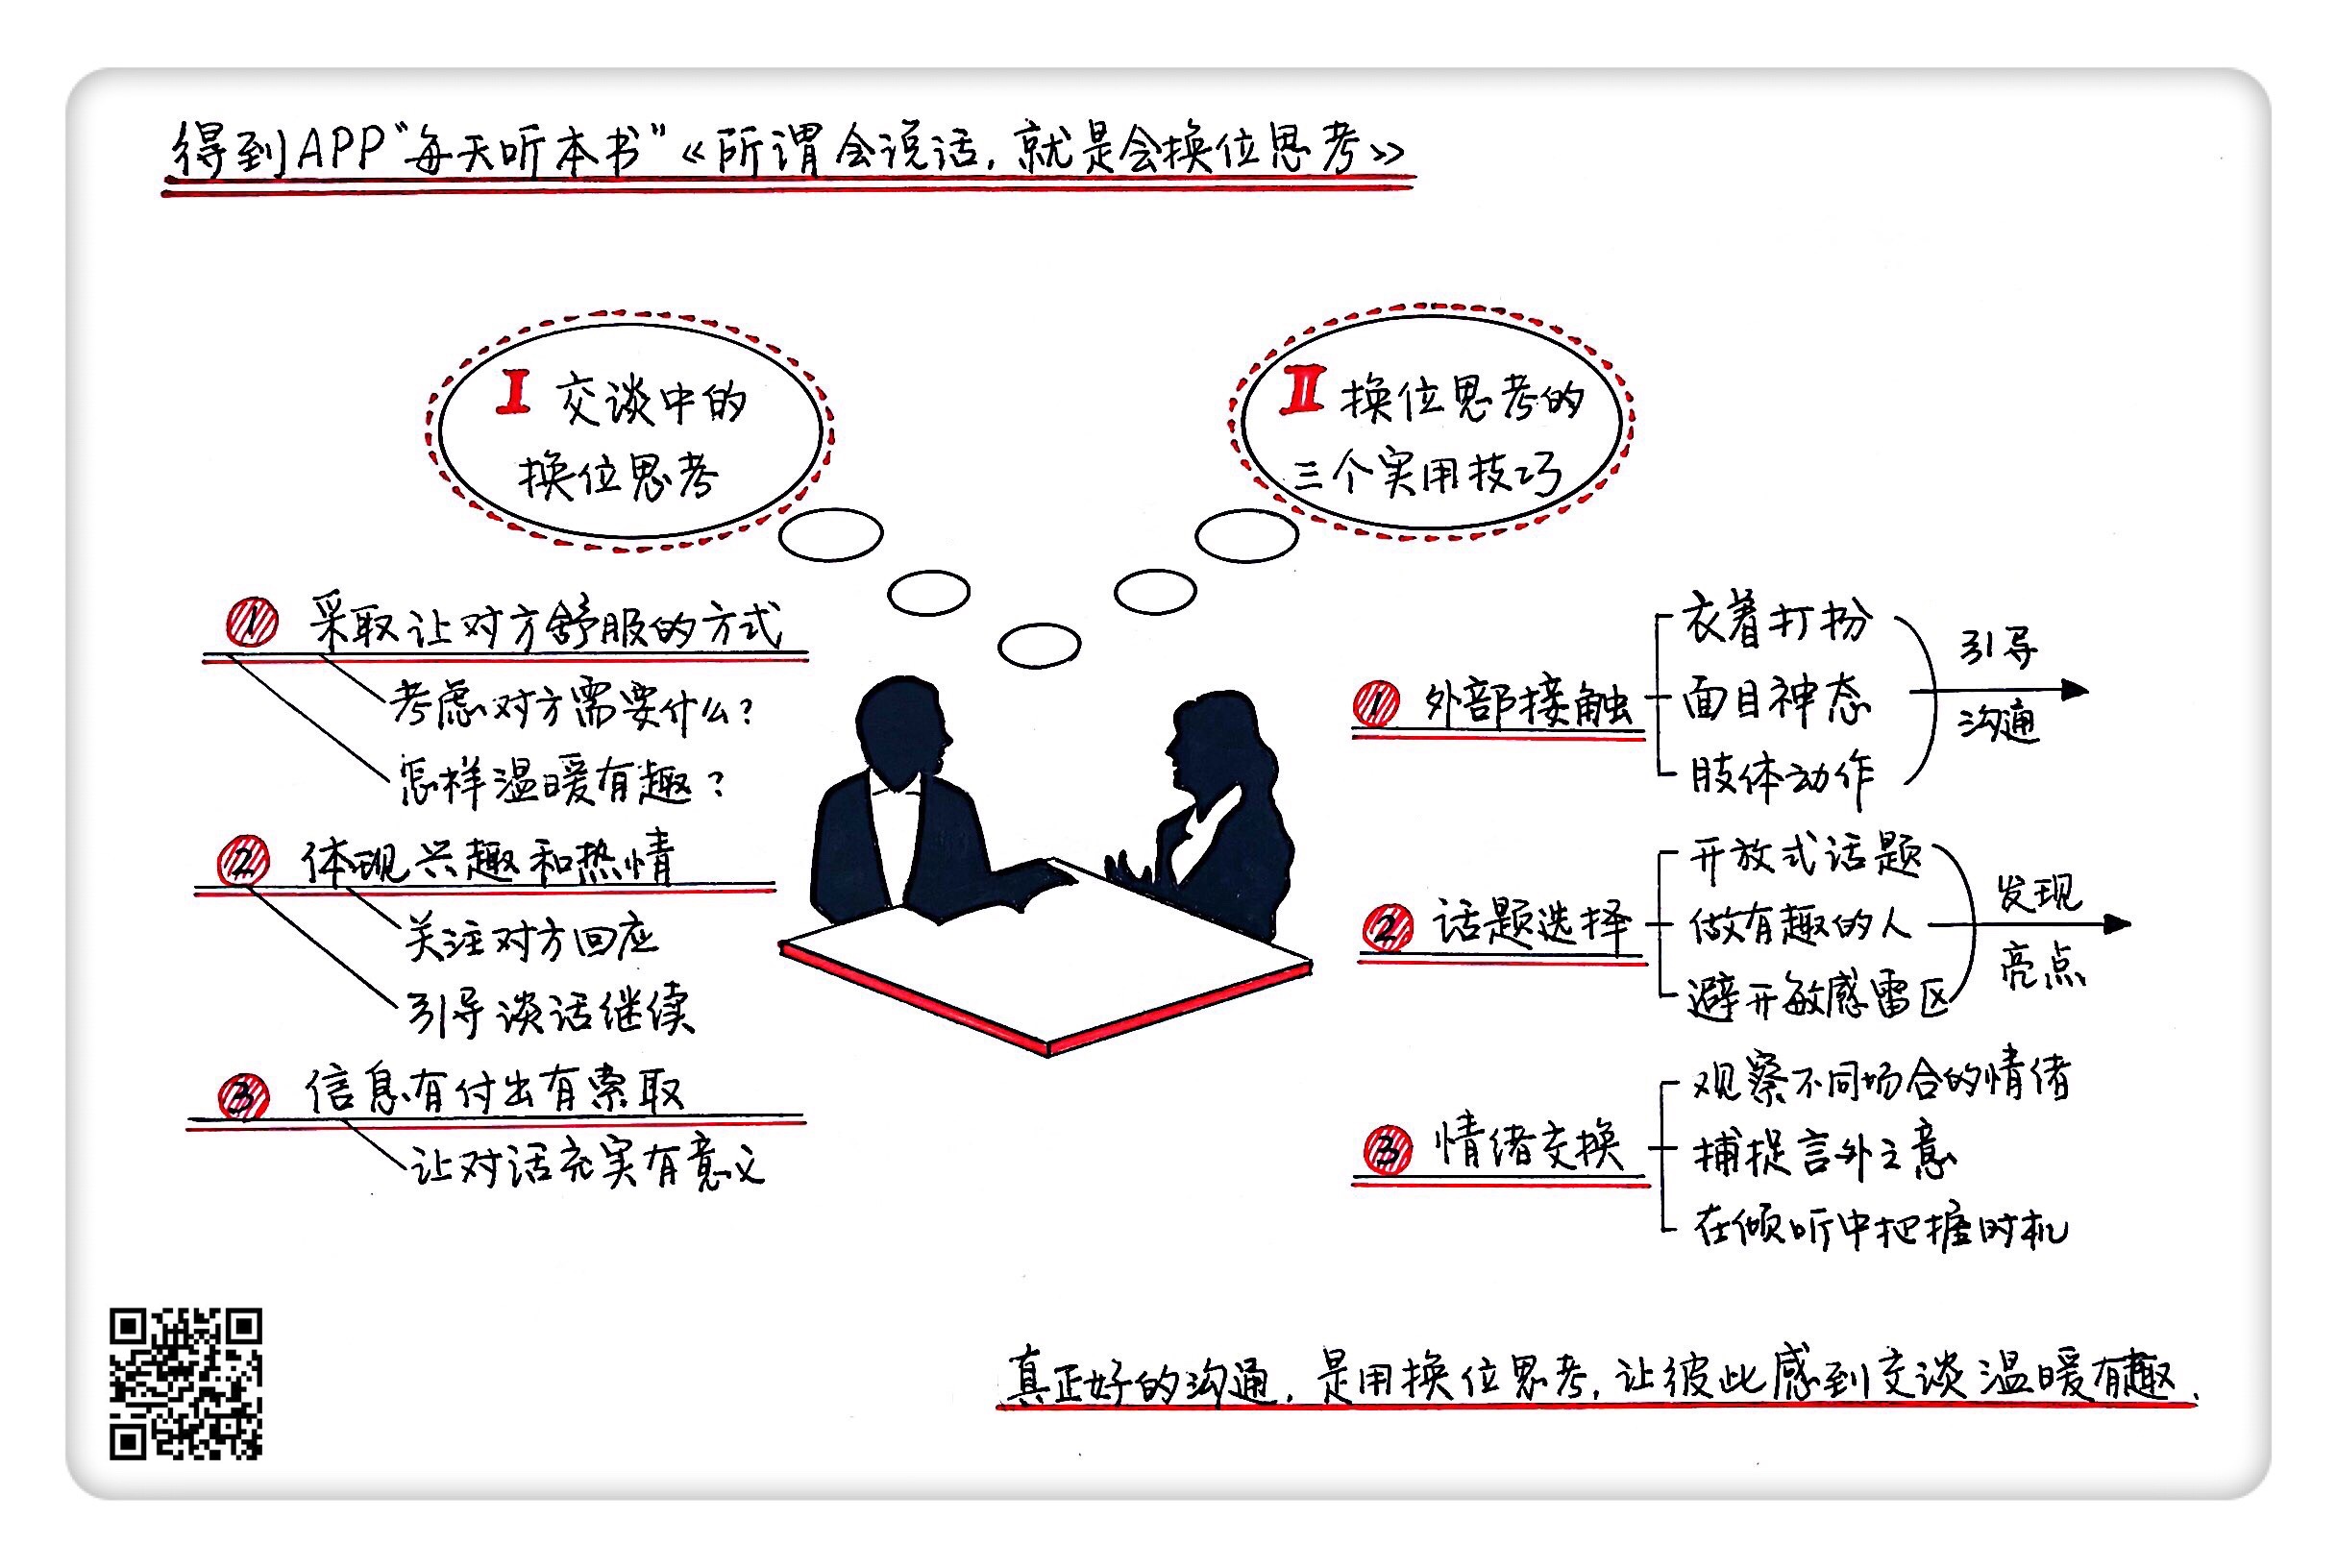 得到APP“每天听本书”《所谓会说话，就是会换位思考》
I 交谈中的
换位思考
1 采取让对方舒服的方式
考虑对方需要什么？
怎样温暖有趣？
2 体现兴趣和热情
关注对方回应
引导谈话继续
3 信息有付出有索取
让对话充实有意义
II 换位思考的
三个实用技巧
1 外部接触
衣着打扮
面目神态
肢体动作
引导
沟通
2 话题选择
开放式话题
做有趣的人
避开敏感雷区
发现
亮点
3 情绪交换
观察不同场合的情绪
捕捉言外之意
在倾听中把握时机
真正好的沟通，是用换位思考，让彼此感到交谈温暖有趣.